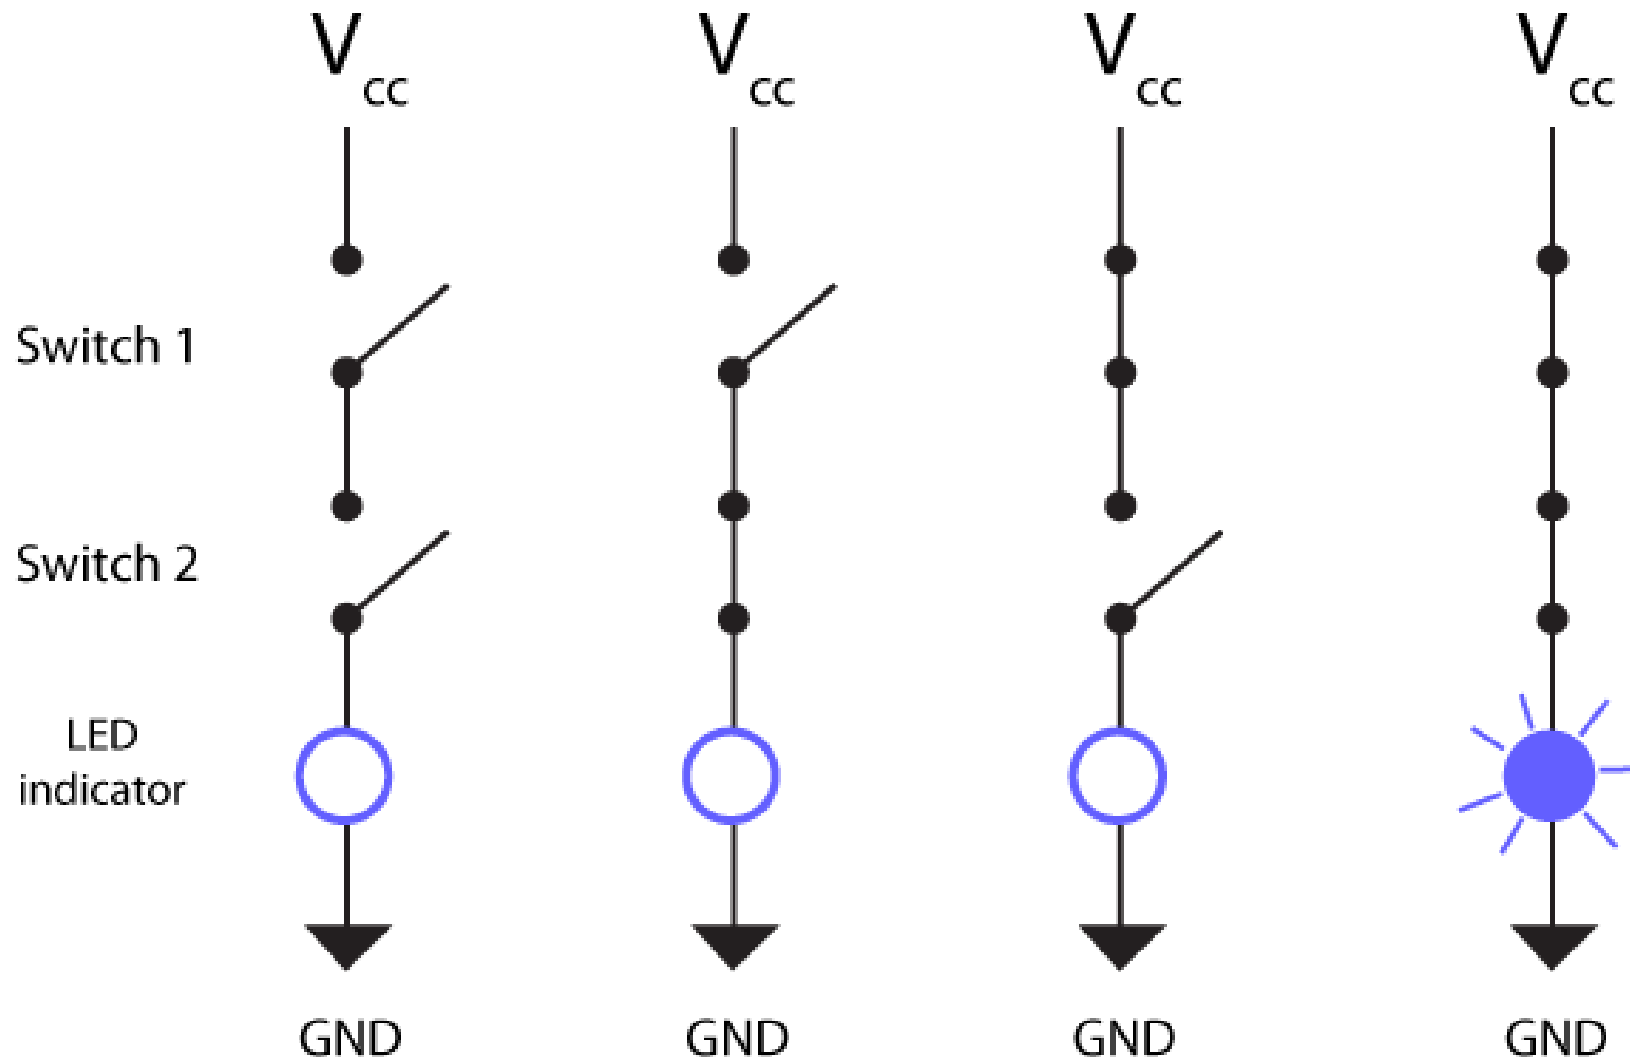 Vcc Vcc Vcc Vcc
Switch 1
Switch 2
LED
indicator
GND GND GND GND